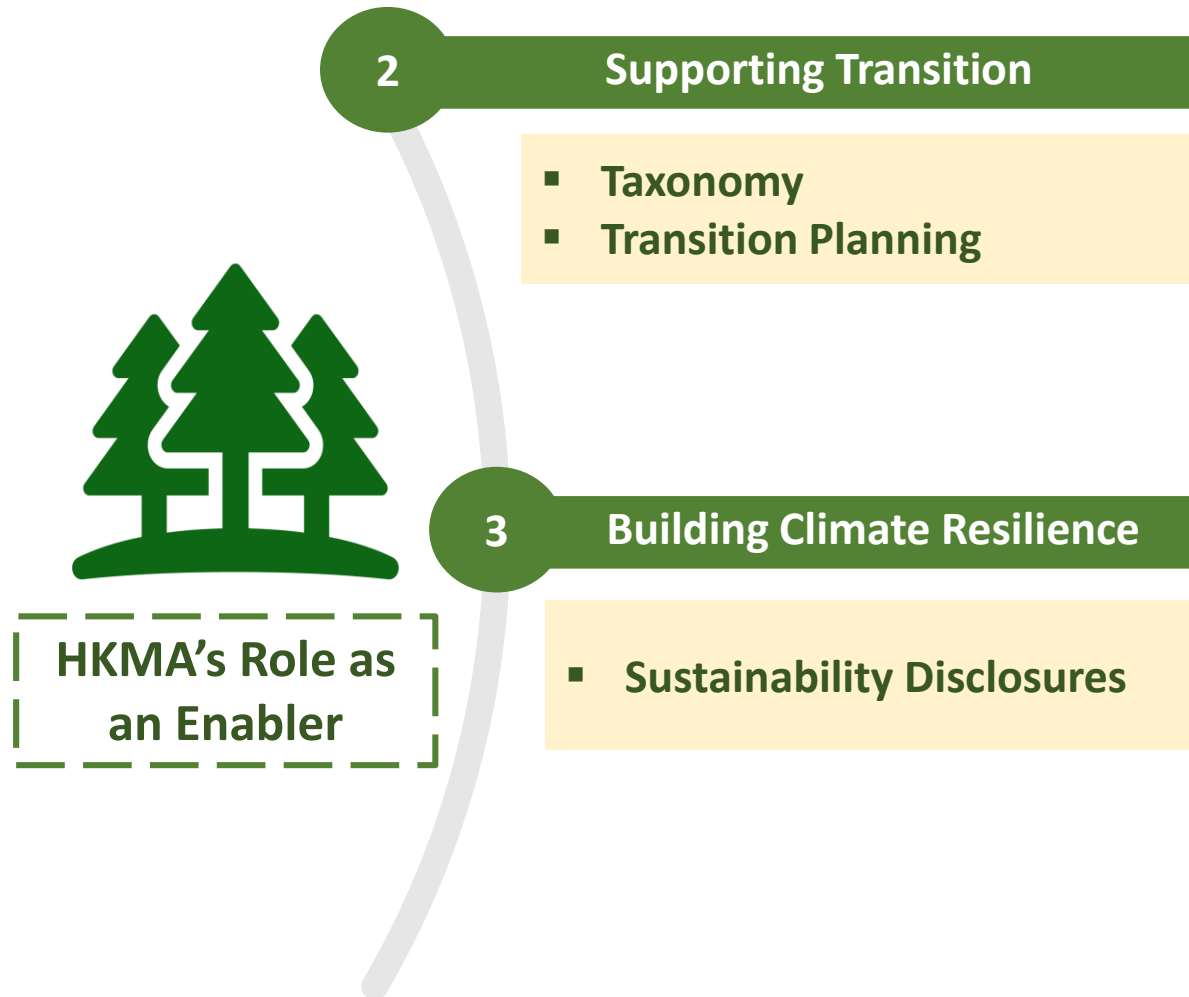 2
Supporting Transition
▪ Taxonomy
▪ Transition Planning
3
Building Climate Resilience
▪ Sustainability Disclosures
HKMA’s Role as
an Enabler